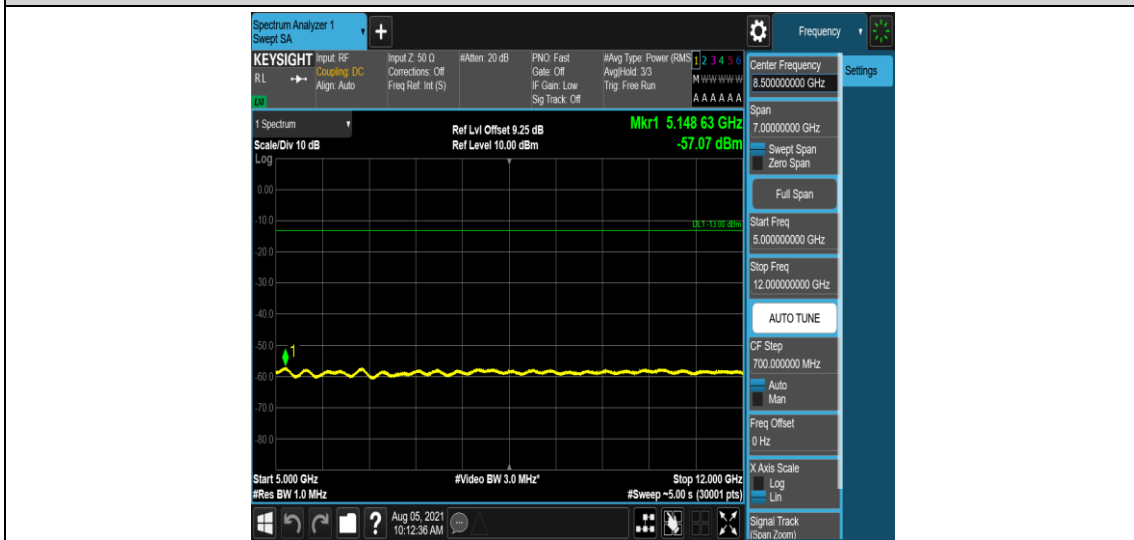 Spectrum Analyzer 1
Swept SA
+
Frequency
KEYSIGHT
RL
LXI
Input: RF
Coupling: DC
Align: Auto
Input Z: 50 Ω
Corrections: Off
Freq Ref: Int (S)
#Atten: 20 dB
PNO: Fast
Gate: Off
IF Gain: Low
Sig Track: Off
#Avg Type: Power (RMS
Avg|Hold: 3/3
Trig: Free Run
1 2 3 4 5 6
M W W W W W
A A A A A A
Center Frequency
8.500000000 GHz
Settings
Span
7.00000000 GHz
Swept Span
Zero Span
Full Span
Start Freq
5.000000000 GHz
Stop Freq
12.000000000 GHz
AUTO TUNE
CF Step
700.000000 MHz
Auto
Man
Freq Offset
0 Hz
X Axis Scale
Log
Lin
Signal Track
(Span Zoom)
1 Spectrum
Scale/Div 10 dB
Ref Lvl Offset 9.25 dB
Ref Level 10.00 dBm
Mkr1 5.148 63 GHz
-57.07 dBm
Log
0.00
-10.0
DL1 -13.00 dBm
-20.0
-30.0
-40.0
-50.0
1
-60.0
-70.0
-80.0
Start 5.000 GHz
#Res BW 1.0 MHz
#Video BW 3.0 MHz*
Stop 12.000 GHz
#Sweep ~5.00 s (30001 pts)
?
Aug 05, 2021
10:12:36 AM